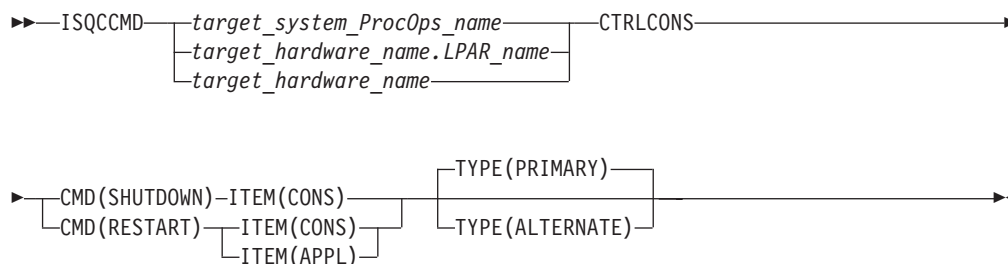 ISQCCMD target_system_ProcOps_name CTRLCONS
target_hardware_name.LPAR_name
target_hardware_name
TYPE(PRIMARY)
CMD(SHUTDOWN) ITEM(CONS)
CMD(RESTART) ITEM(CONS) TYPE(ALTERNATE)
ITEM(APPL)